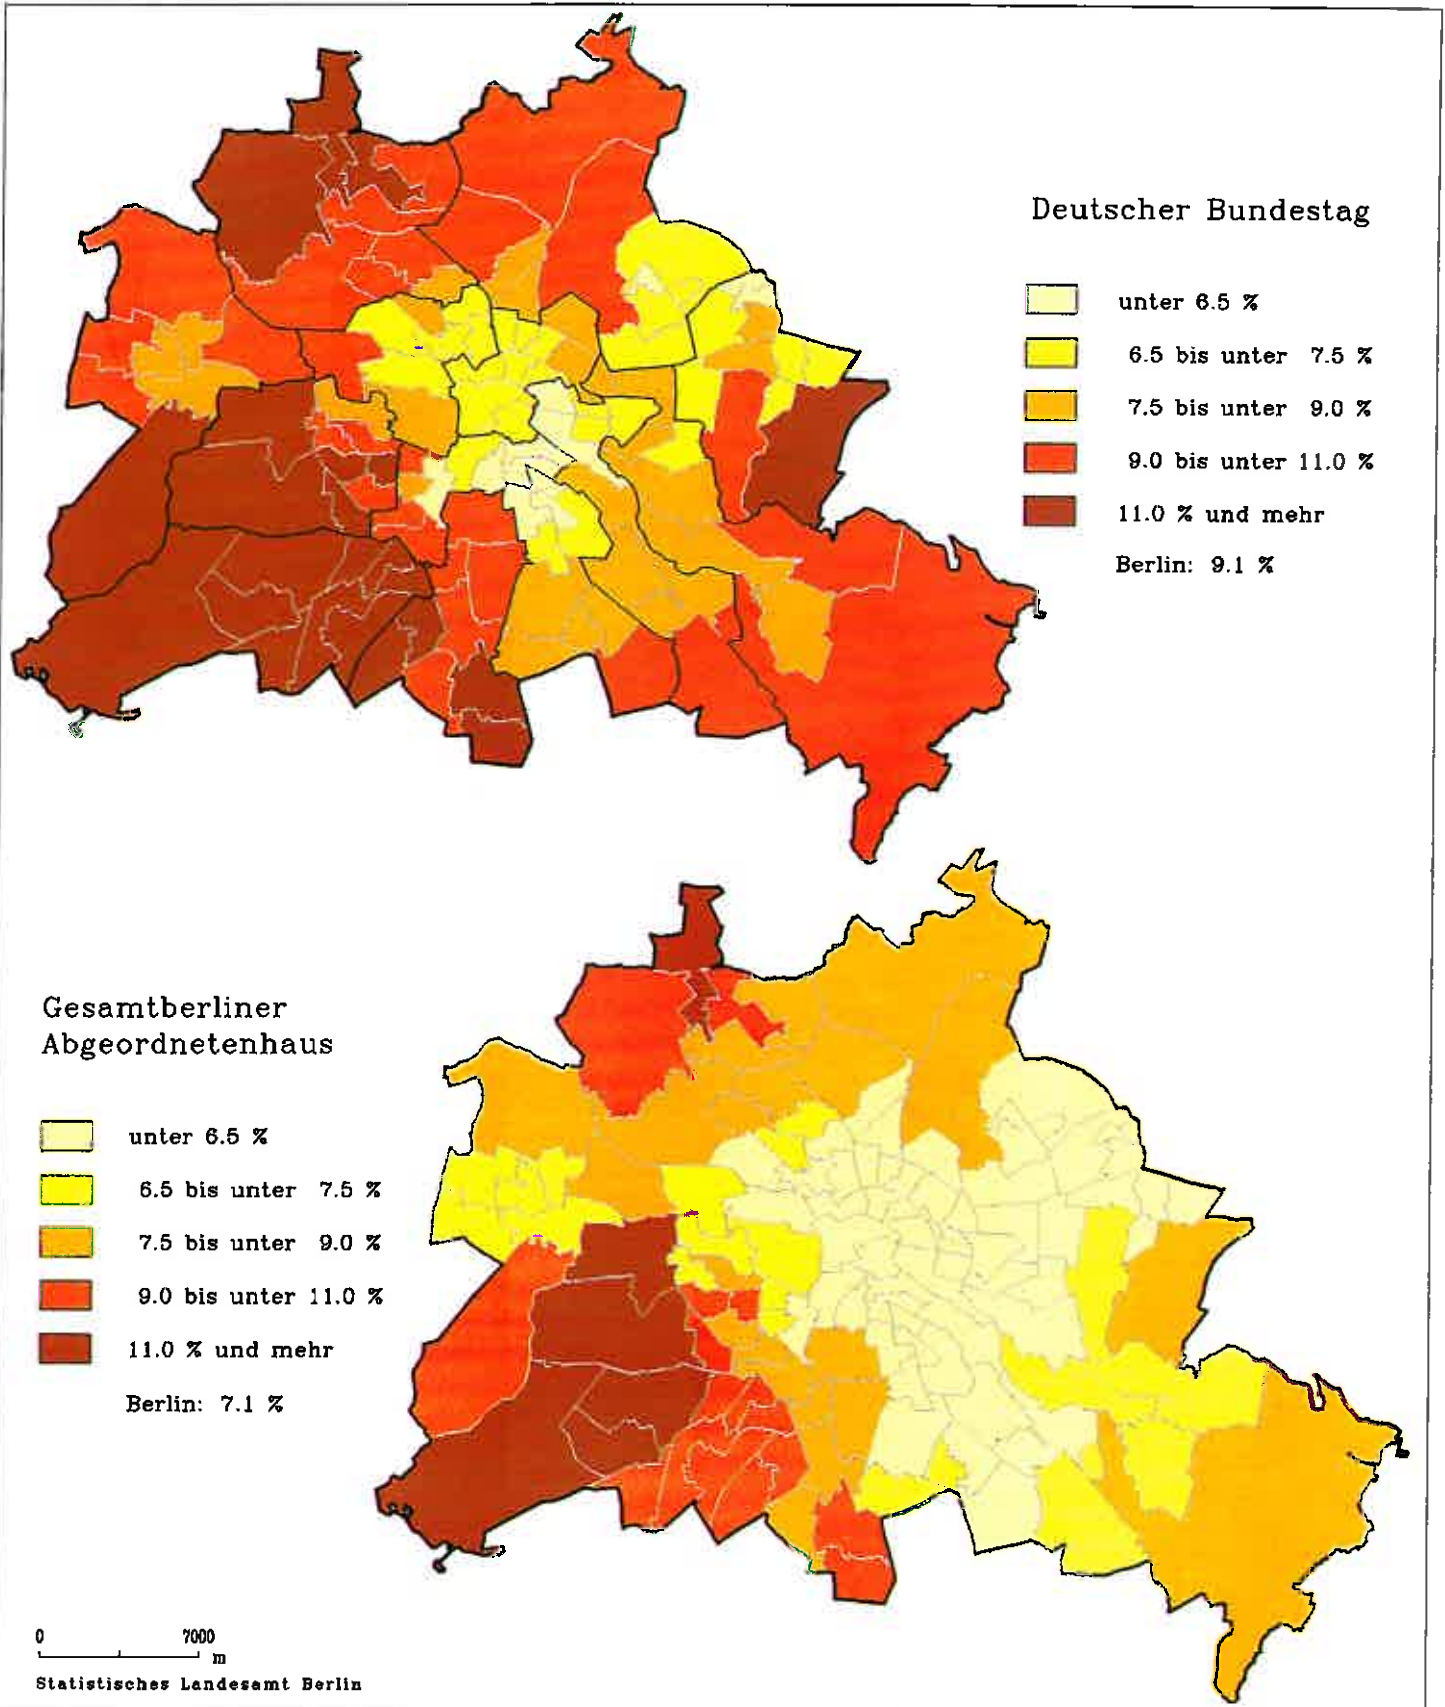 Deutscher Bundestag
unter 6.5 %
6.5 bis unter 7.5 %
7.5 bis unter 9.0 %
9.0 bis unter 11.0 %
11.0 % und mehr
Berlin: 9.1 %
Gesamtberliner
Abgeordnetenhaus
unter 6.5 %
6.5 bis unter 7.5 %
7.5 bis unter 9.0 %
9.0 bis unter 11.0 %
11.0 % und mehr
Berlin: 7.1 %
0 7000
m
Statistisches Landesamt Berlin